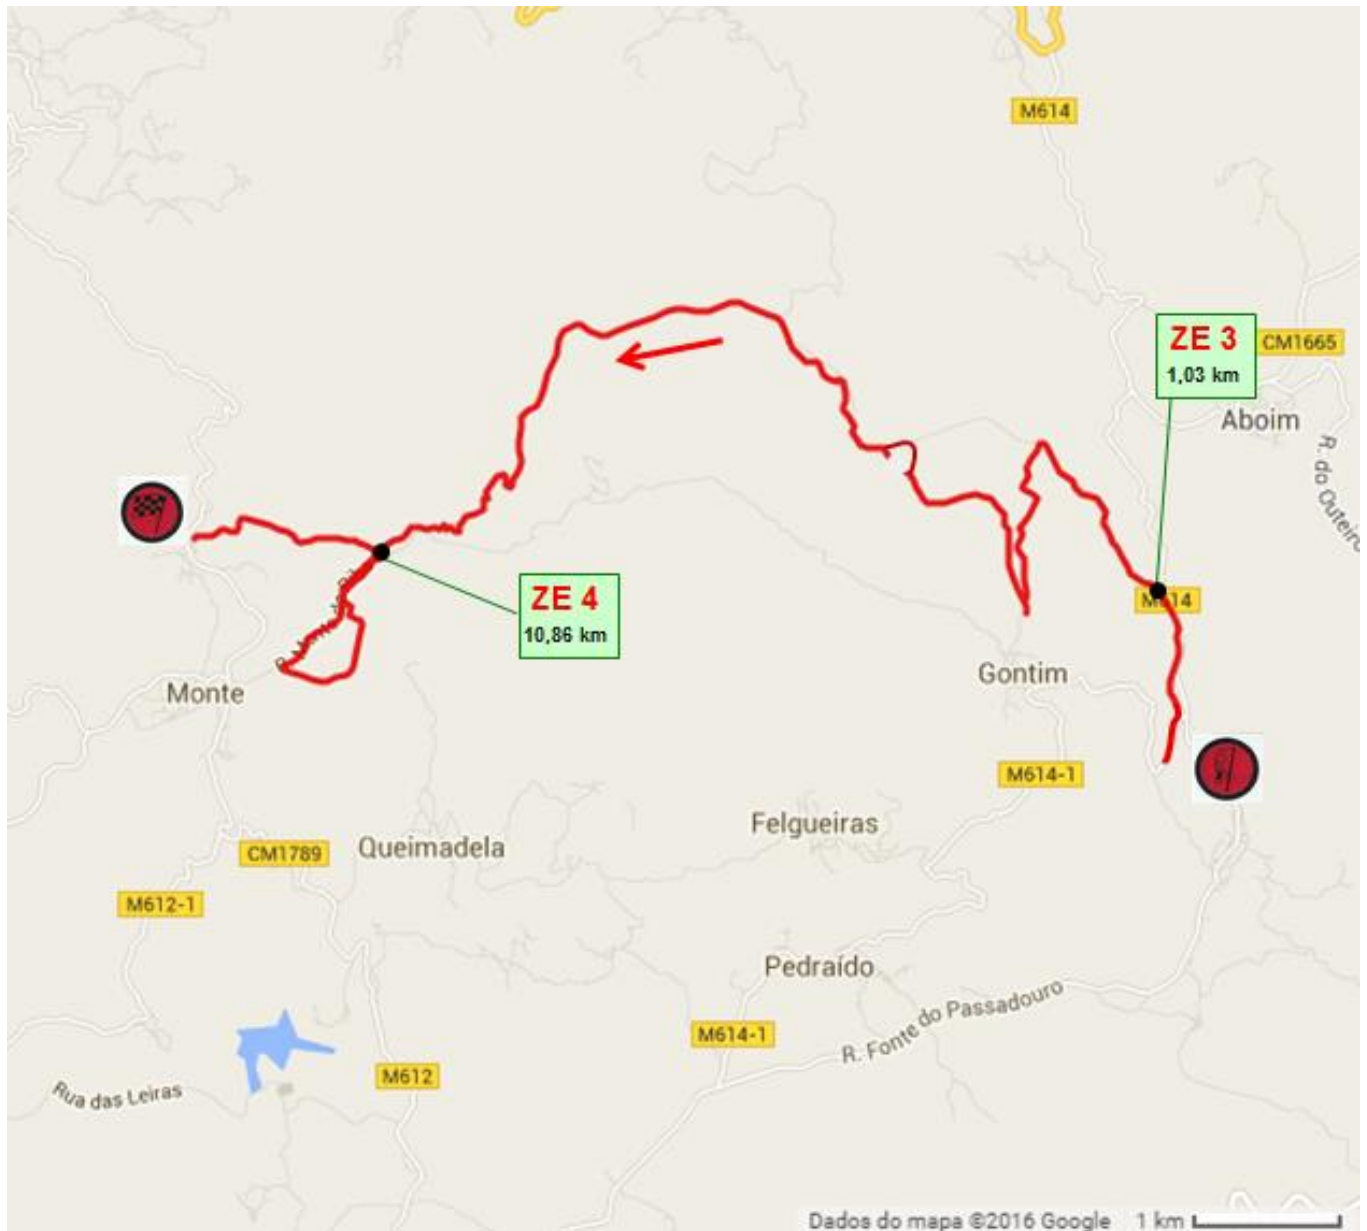 M614
ZE 3
1,03 km
CM1665
Aboim
R. do Outeiro
ZE 4
10,86 km
Gontim
Monte
M614-1
Felgueiras
Queimadela
CM1789
M612-1
Pedraído
R. Fonte do Passadouro
M614-1
M612
Rua das Leiras
Dados do mapa ©2016 Google 1 km